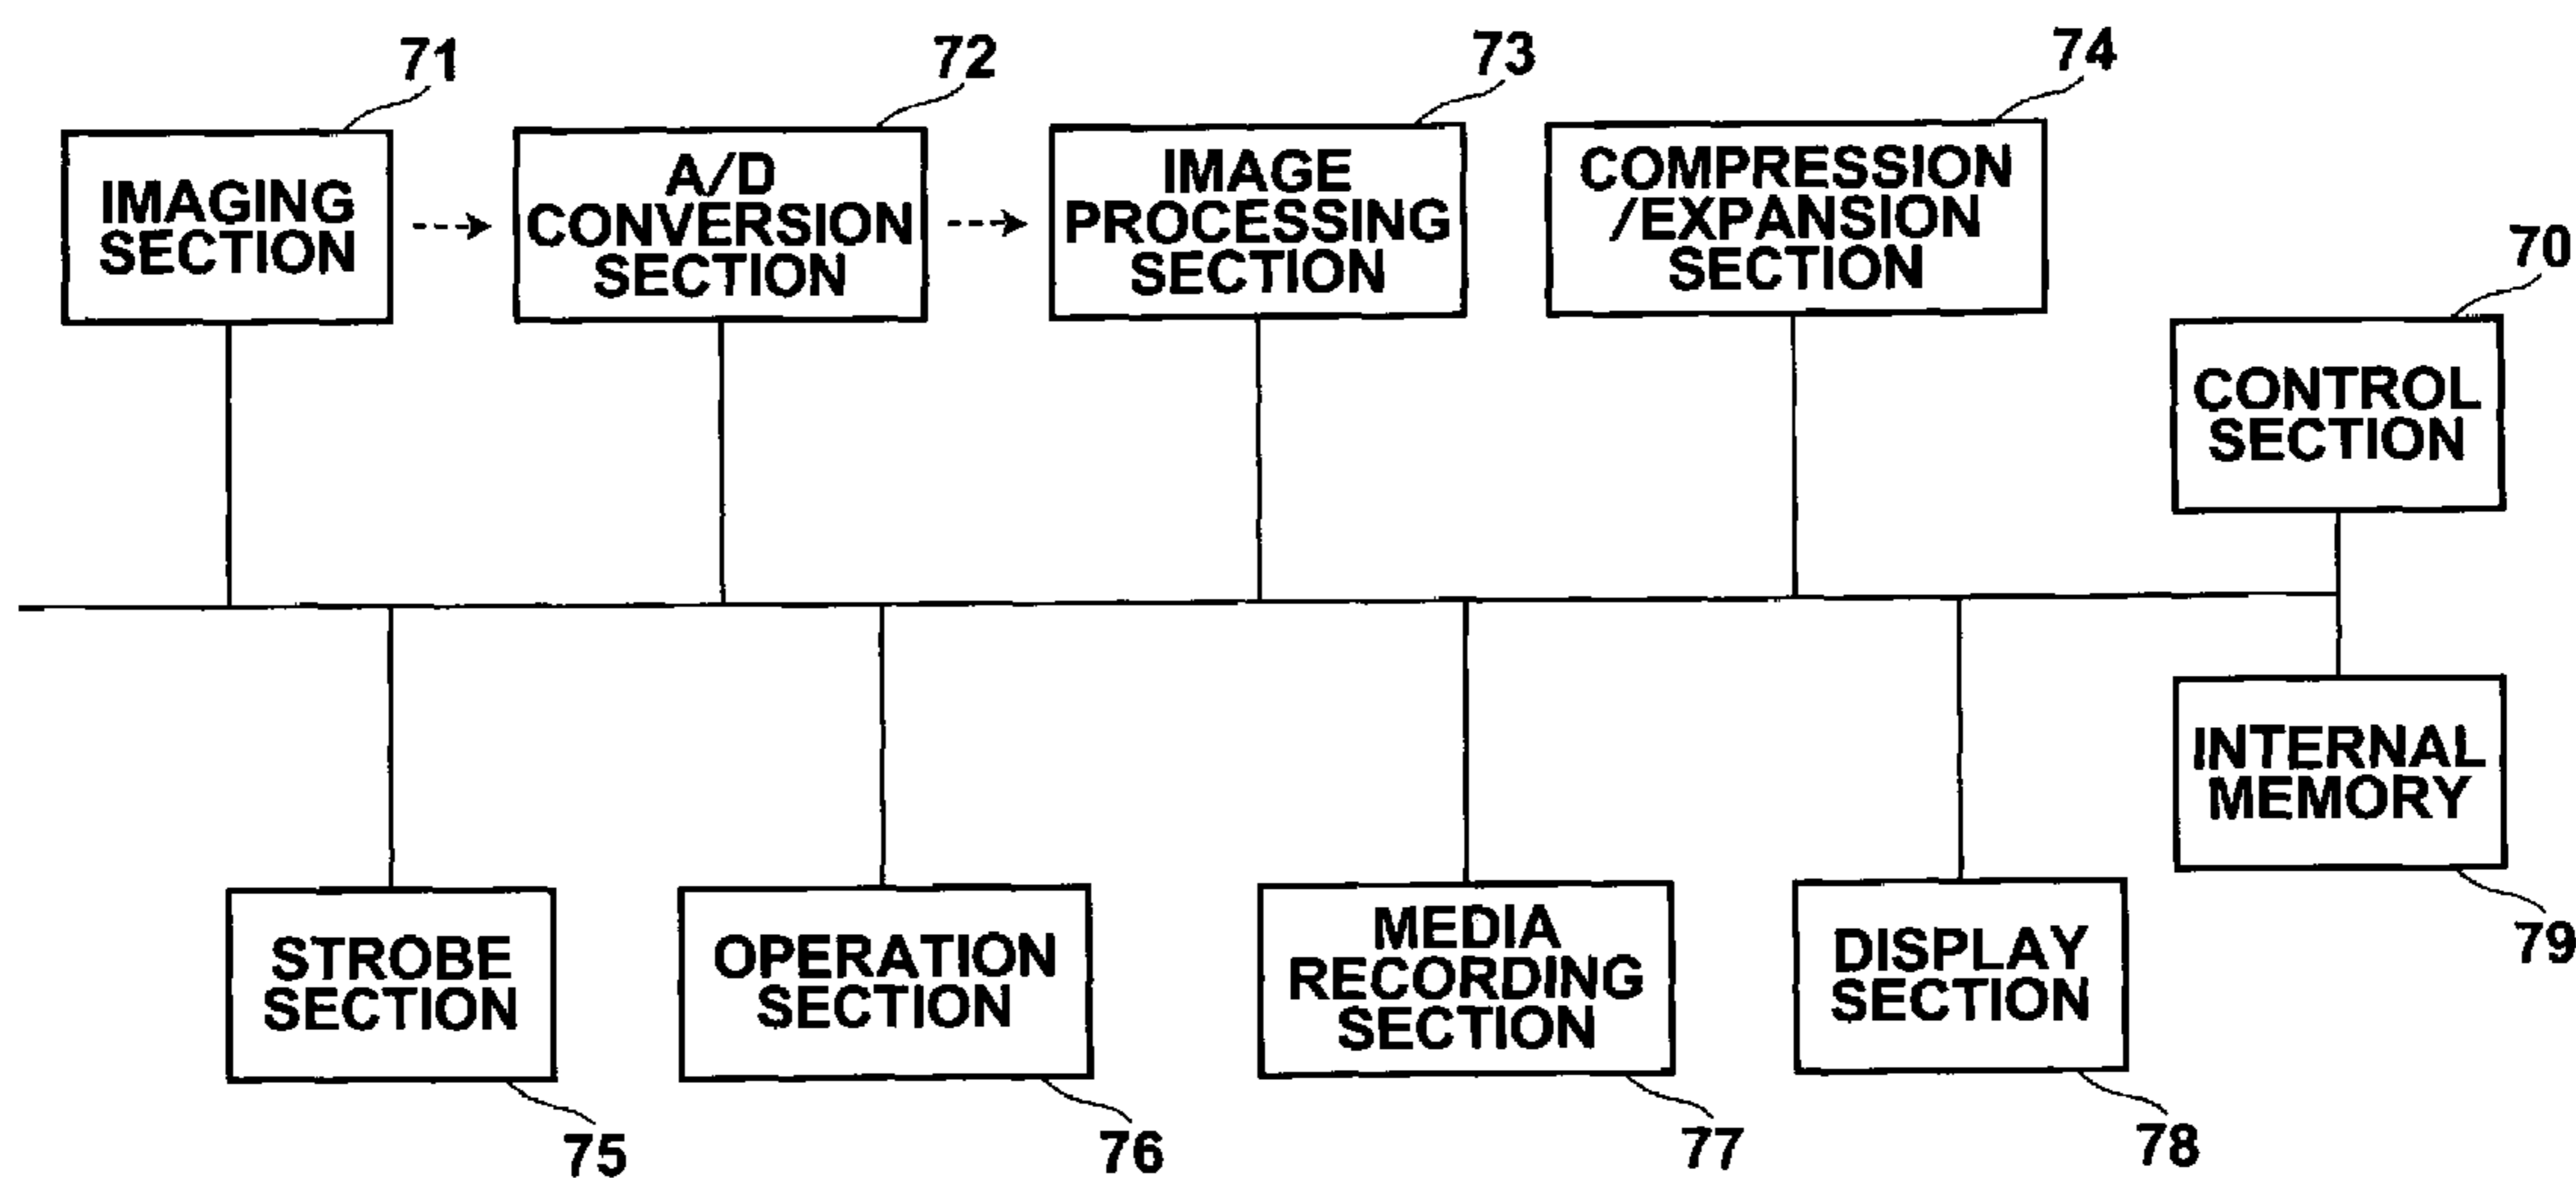 71
72
73
74
IMAGING
SECTION
A/D
CONVERSION
SECTION
IMAGE
PROCESSING
SECTION
COMPRESSION
/EXPANSION
SECTION
70
CONTROL
SECTION
INTERNAL
MEMORY
79
STROBE
SECTION
OPERATION
SECTION
MEDIA
RECORDING
SECTION
DISPLAY
SECTION
75
76
77
78